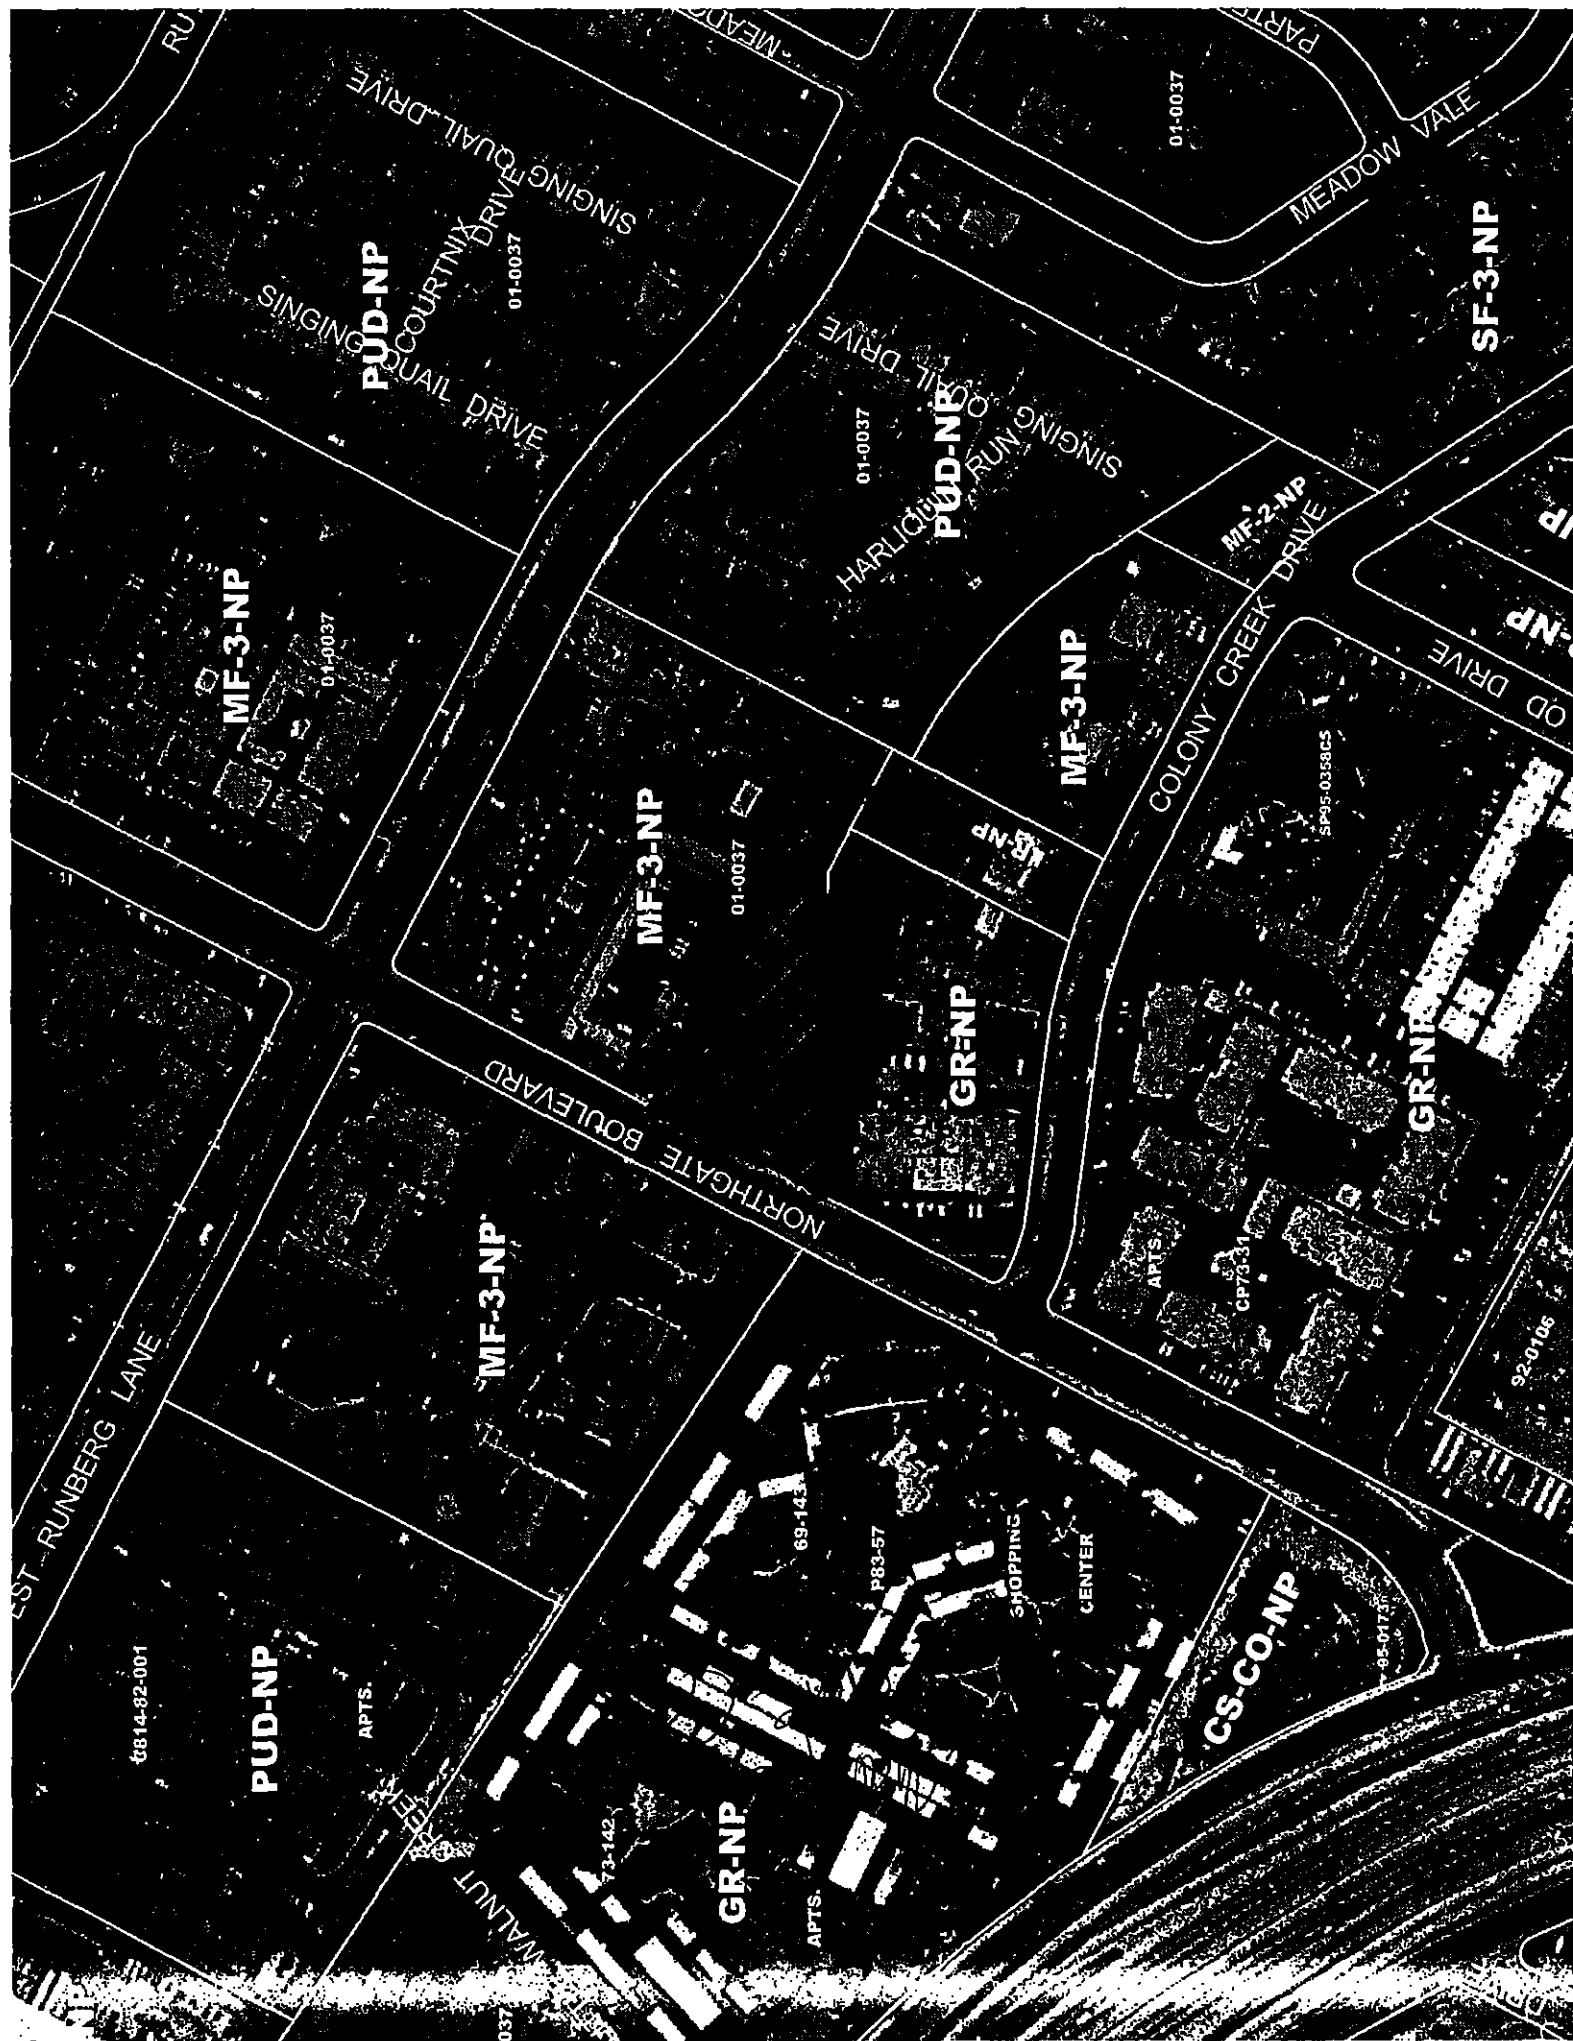 SINGING QUAIL DRIVE
COURTNIX DRIVE
01-0037
PUD-NP
SINGING QUAIL DRIVE
01-0037
MEADOW VALE
SF-3-NP
SINGING QUAIL DRIVE
01-0037
PUD-NP
HARLIQUIN RUN
MF-2-NP
MF-3-NP
01-0037
MF-3-NP
COLONY CREEK DRIVE
DRIVE
SP95-0358CS
MF-3-NP
01-0037
GR-NP
GR-NP
NORTHGATE BOULEVARD
MF-3-NP
APTS.
CP73-31
92-0106
RUNBERG LANE
69-143
P83-57
SHOPPING
CENTER
CS-CO-NP
PUD-NP
APTS.
WALNUT
73-142
GR-NP
APTS.